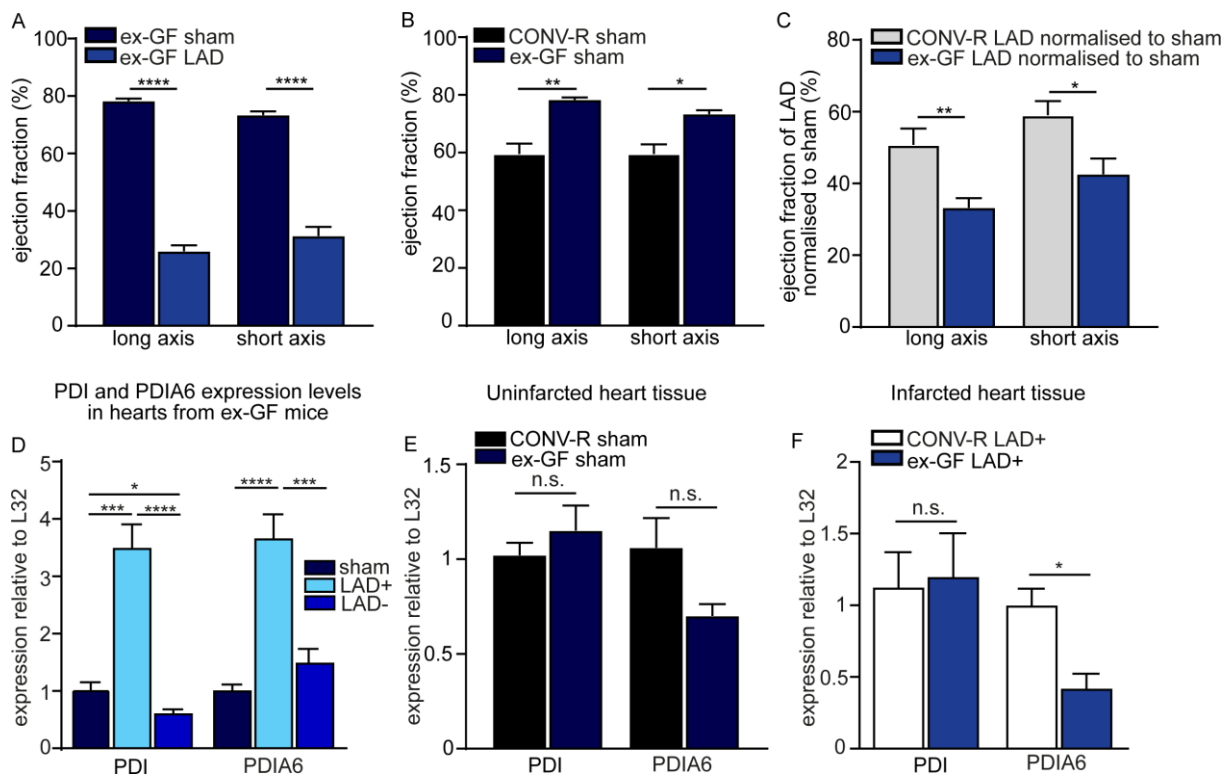 A
ex-GF sham
ex-GF LAD
ejection fraction (%)
100
80
60
40
20
0
****
****
long axis
short axis
B
CONV-R sham
ex-GF sham
ejection fraction (%)
100
80
60
40
20
0
**
*
long axis
short axis
C
CONV-R LAD normalised to sham
ex-GF LAD normalised to sham
ejection fraction of LAD
normalised to sham (%)
80
60
40
20
0
**
*
long axis
short axis
PDI and PDIA6 expression levels
in hearts from ex-GF mice
D
expression relative to L32
5
4
3
2
1
0
*
***
****
****
***
sham
LAD+
LAD-
PDI
PDIA6
Uninfarcted heart tissue
E
CONV-R sham
ex-GF sham
expression relative to L32
1.5
1
0.5
0
n.s.
n.s.
PDI
PDIA6
Infarcted heart tissue
F
CONV-R LAD+
ex-GF LAD+
expression relative to L32
2
1.5
1
0.5
0
n.s.
*
PDI
PDIA6